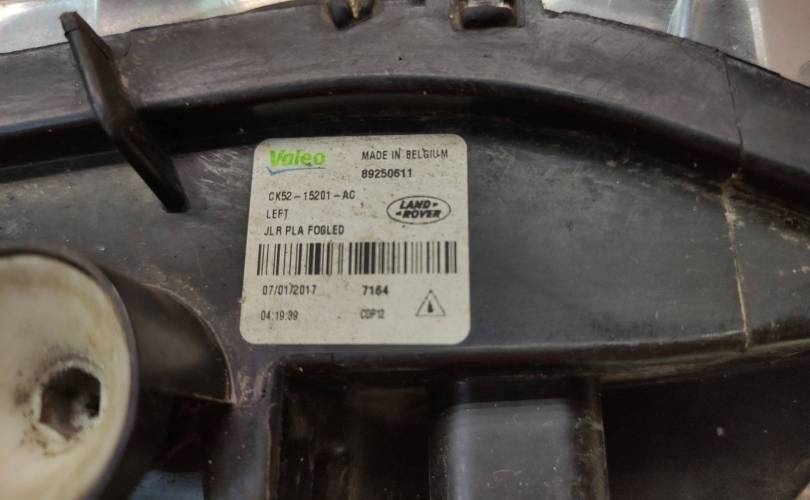 Valeo MADE IN BELGIUM
89250611
CK52-15201-AC
LEFT
LAND-
-ROVER
JLR PLA FOGLED
07/01/2017 7164
04:19:39 CDP12